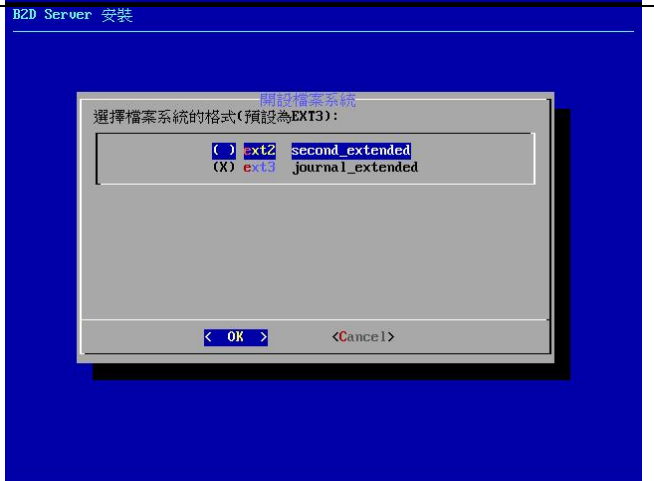 B2D Server 安裝
開設檔案系統
選擇檔案系統的格式(預設為EXT3):
( ) ext2 second_extended
(X) ext3 journal_extended
< OK > <Cancel>